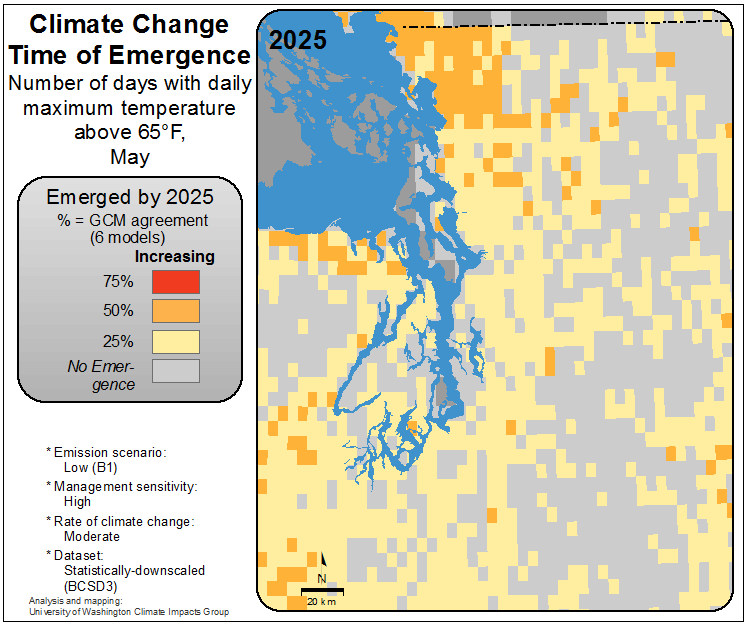 Climate Change
Time of Emergence
Number of days with daily
maximum temperature
above 65°F,
May
Emerged by 2025
% = GCM agreement
(6 models)
Increasing
75%
50%
25%
No Emer-
gence
* Emission scenario:
Low (B1)
* Management sensitivity:
High
* Rate of climate change:
Moderate
* Dataset:
Statistically-downscaled
(BCSD3)
Analysis and mapping:
University of Washington Climate Impacts Group
2025
N
20 km